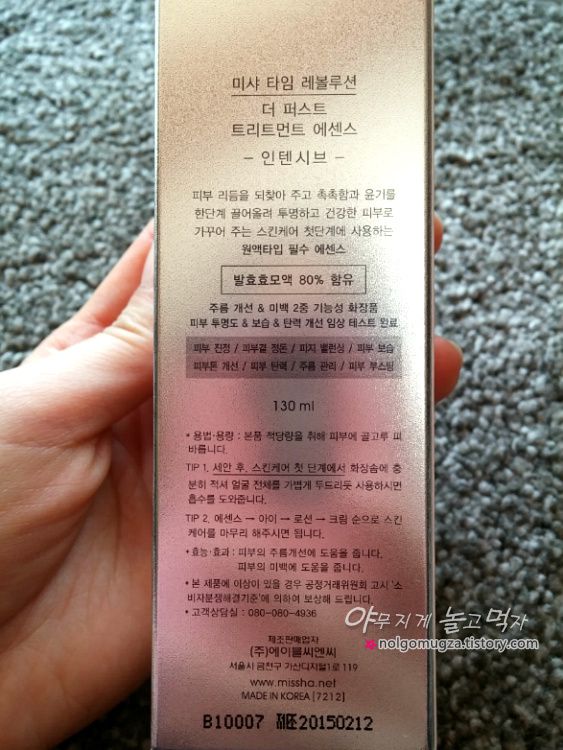 미샤 타임 레볼루션
더 퍼스트
트리트먼트 에센스
- 인텐시브 -
피부 리듬을 되찾아 주고 촉촉함과 윤기를
한단계 끌어올려 투명하고 건강한 피부로
가꾸어 주는 스킨케어 첫단계에 사용하는
원액타입 필수 에센스
발효효모액 80% 함유
주름 개선 & 미백 2중 기능성 화장품
피부 투명도 & 보습 & 탄력 개선 임상 테스트 완료
피부 진정 / 피부결 정돈 / 피지 밸런싱 / 피부 보습
피부톤 개선 / 피부 탄력 / 주름 관리 / 피부 부스팅
130 ml
• 용법·용량 : 본품 적당량을 취해 피부에 골고루 펴
바릅니다.
TIP 1. 세안 후, 스킨케어 첫 단계에서 화장솜에 충
분히 적셔 얼굴 전체를 가볍게 두드리듯 사용하시면
흡수를 도와줍니다.
TIP 2. 에센스 → 아이 → 로션 → 크림 순으로 스킨
케어를 마무리 해주시면 됩니다.
• 효능·효과 : 피부의 주름개선에 도움을 줍니다.
피부의 미백에 도움을 줍니다.
• 본 제품에 이상이 있을 경우 공정거래위원회 고시 '소
비자분쟁해결기준'에 의하여 보상해 드립니다.
• 고객상담실 : 080-080-4936
야무지게 놀고먹자
nolgomugza.tistory.com
제조판매업자
(주)에이블씨엔씨
서울시 금천구 가산디지털1로 119
www.missha.net
MADE IN KOREA [7212]
B10007 제조20150212